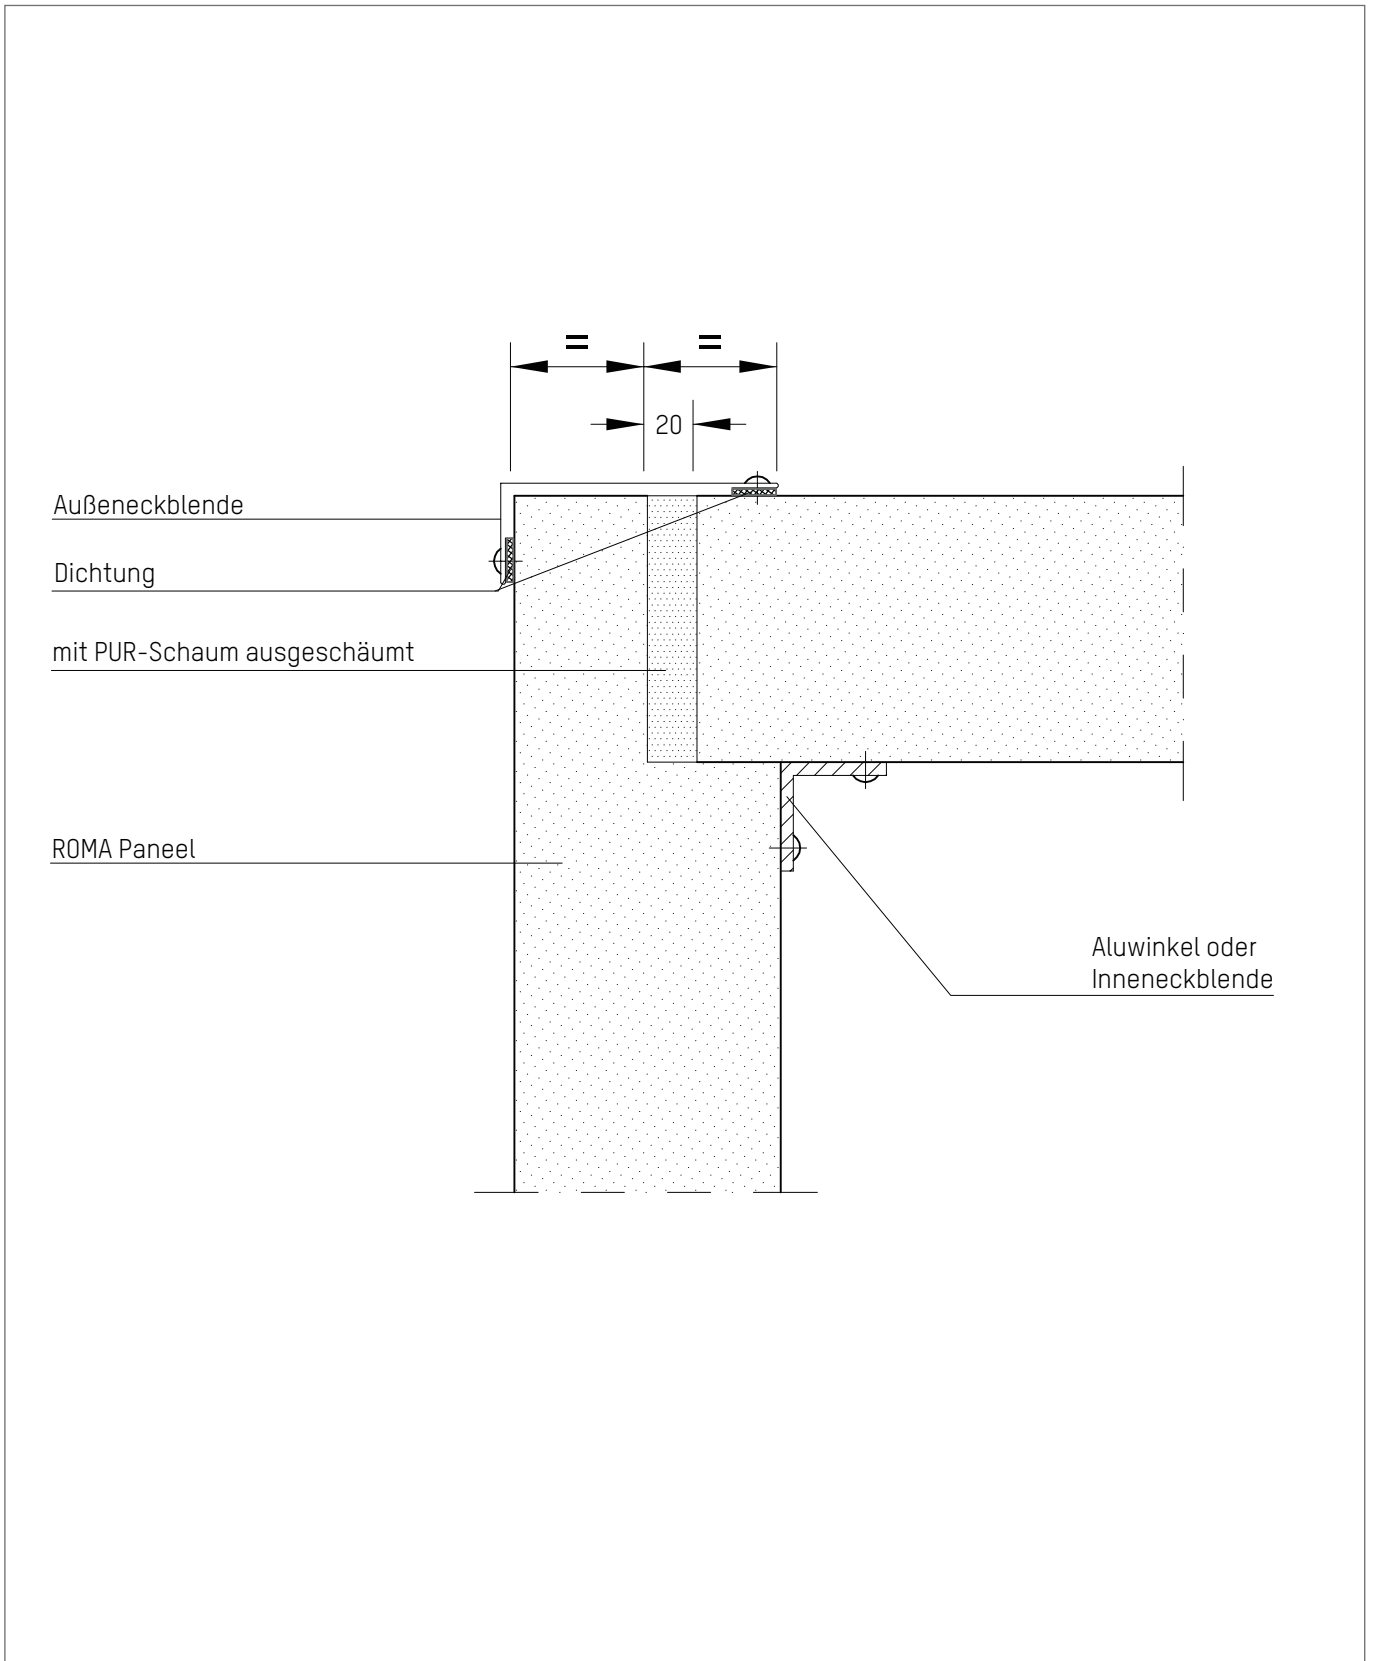 = =
20
Außeneckblende
Dichtung
mit PUR-Schaum ausgeschäumt
ROMA Paneel
Aluwinkel oder
Inneneckblende